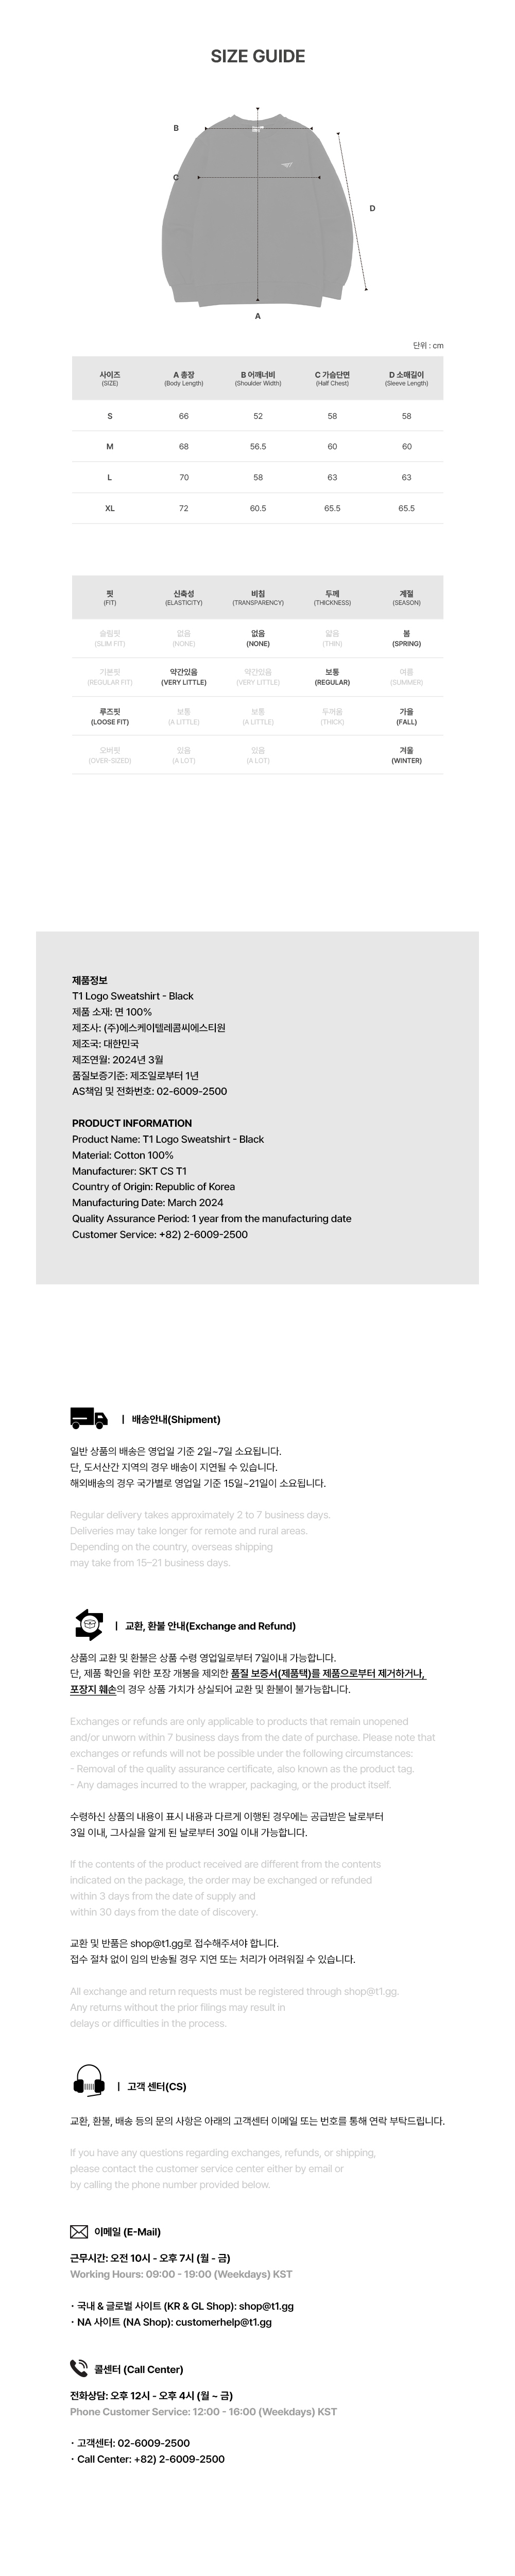 SIZE GUIDE
B
C
D
A
단위 : cm
사이즈 A 총장 B 어깨너비 C 가슴단면 D 소매길이
(SIZE) (Body Length) (Shoulder Width) (Half Chest) (Sleeve Length)
S 66 52 58 58
M 68 56.5 60 60
L 70 58 63 63
XL 72 60.5 65.5 65.5
핏 신축성 비침 두께 계절
(FIT) (ELASTICITY) (TRANSPARENCY) (THICKNESS) (SEASON)
슬림핏 없음 없음 얇음 봄
(SLIM FIT) (NONE) (NONE) (THIN) (SPRING)
기본핏 약간있음 약간있음 보통 여름
(REGULAR FIT) (VERY LITTLE) (VERY LITTLE) (REGULAR) (SUMMER)
루즈핏 보통 보통 두꺼움 가을
(LOOSE FIT) (A LITTLE) (A LITTLE) (THICK) (FALL)
오버핏 있음 있음 겨울
(OVER-SIZED) (A LOT) (A LOT) (WINTER)
제품정보
T1 Logo Sweatshirt - Black
제품 소재: 면 100%
제조사: (주)에스케이텔레콤씨에스티원
제조국: 대한민국
제조연월: 2024년 3월
품질보증기준: 제조일로부터 1년
AS책임 및 전화번호: 02-6009-2500
PRODUCT INFORMATION
Product Name: T1 Logo Sweatshirt - Black
Material: Cotton 100%
Manufacturer: SKT CS T1
Country of Origin: Republic of Korea
Manufacturing Date: March 2024
Quality Assurance Period: 1 year from the manufacturing date
Customer Service: +82) 2-6009-2500
| 배송안내(Shipment)
일반 상품의 배송은 영업일 기준 2일~7일 소요됩니다.
단, 도서산간 지역의 경우 배송이 지연될 수 있습니다.
해외배송의 경우 국가별로 영업일 기준 15일~21일이 소요됩니다.
Regular delivery takes approximately 2 to 7 business days.
Deliveries may take longer for remote and rural areas.
Depending on the country, overseas shipping
may take from 15–21 business days.
| 교환, 환불 안내(Exchange and Refund)
상품의 교환 및 환불은 상품 수령 영업일로부터 7일이내 가능합니다.
단, 제품 확인을 위한 포장 개봉을 제외한 품질 보증서(제품택)를 제품으로부터 제거하거나,
포장지 훼손의 경우 상품 가치가 상실되어 교환 및 환불이 불가능합니다.
Exchanges or refunds are only applicable to products that remain unopened
and/or unworn within 7 business days from the date of purchase. Please note that
exchanges or refunds will not be possible under the following circumstances:
- Removal of the quality assurance certificate, also known as the product tag.
- Any damages incurred to the wrapper, packaging, or the product itself.
수령하신 상품의 내용이 표시 내용과 다르게 이행된 경우에는 공급받은 날로부터
3일 이내, 그사실을 알게 된 날로부터 30일 이내 가능합니다.
If the contents of the product received are different from the contents
indicated on the package, the order may be exchanged or refunded
within 3 days from the date of supply and
within 30 days from the date of discovery.
교환 및 반품은 shop@t1.gg로 접수해주셔야 합니다.
접수 절차 없이 임의 반송될 경우 지연 또는 처리가 어려워질 수 있습니다.
All exchange and return requests must be registered through shop@t1.gg.
Any returns without the prior filings may result in
delays or difficulties in the process.
| 고객 센터(CS)
교환, 환불, 배송 등의 문의 사항은 아래의 고객센터 이메일 또는 번호를 통해 연락 부탁드립니다.
If you have any questions regarding exchanges, refunds, or shipping,
please contact the customer service center either by email or
by calling the phone number provided below.
이메일 (E-Mail)
근무시간: 오전 10시 - 오후 7시 (월 - 금)
Working Hours: 09:00 - 19:00 (Weekdays) KST
· 국내 & 글로벌 사이트 (KR & GL Shop): shop@t1.gg
· NA 사이트 (NA Shop): customerhelp@t1.gg
콜센터 (Call Center)
전화상담: 오후 12시 - 오후 4시 (월 ~ 금)
Phone Customer Service: 12:00 - 16:00 (Weekdays) KST
· 고객센터: 02-6009-2500
· Call Center: +82) 2-6009-2500